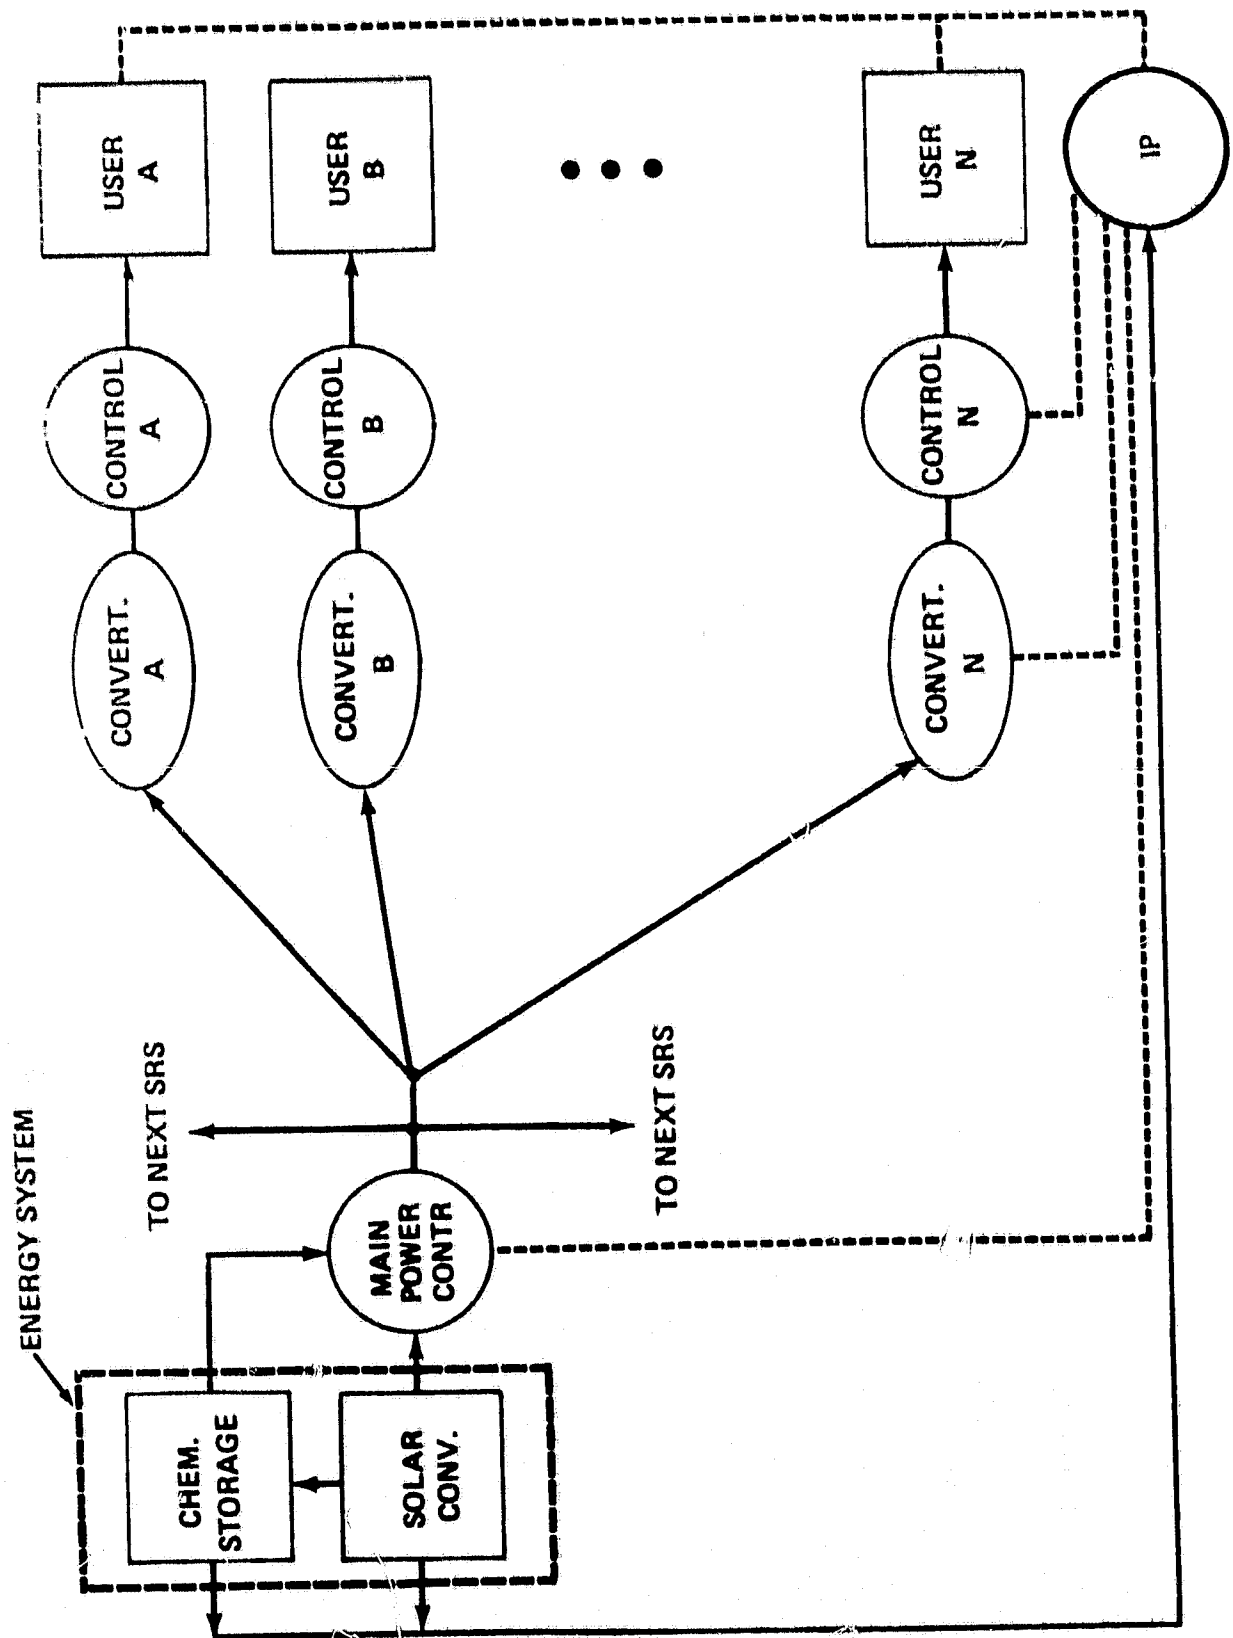 ENERGY SYSTEM
CHEM.
STORAGE
SOLAR
CONV.
MAIN
POWER
CONTR
TO NEXT SRS
TO NEXT SRS
CONVERT.
A
CONTROL
A
USER
A
CONVERT.
B
CONTROL
B
USER
B
CONVERT.
N
CONTROL
N
USER
N
IP